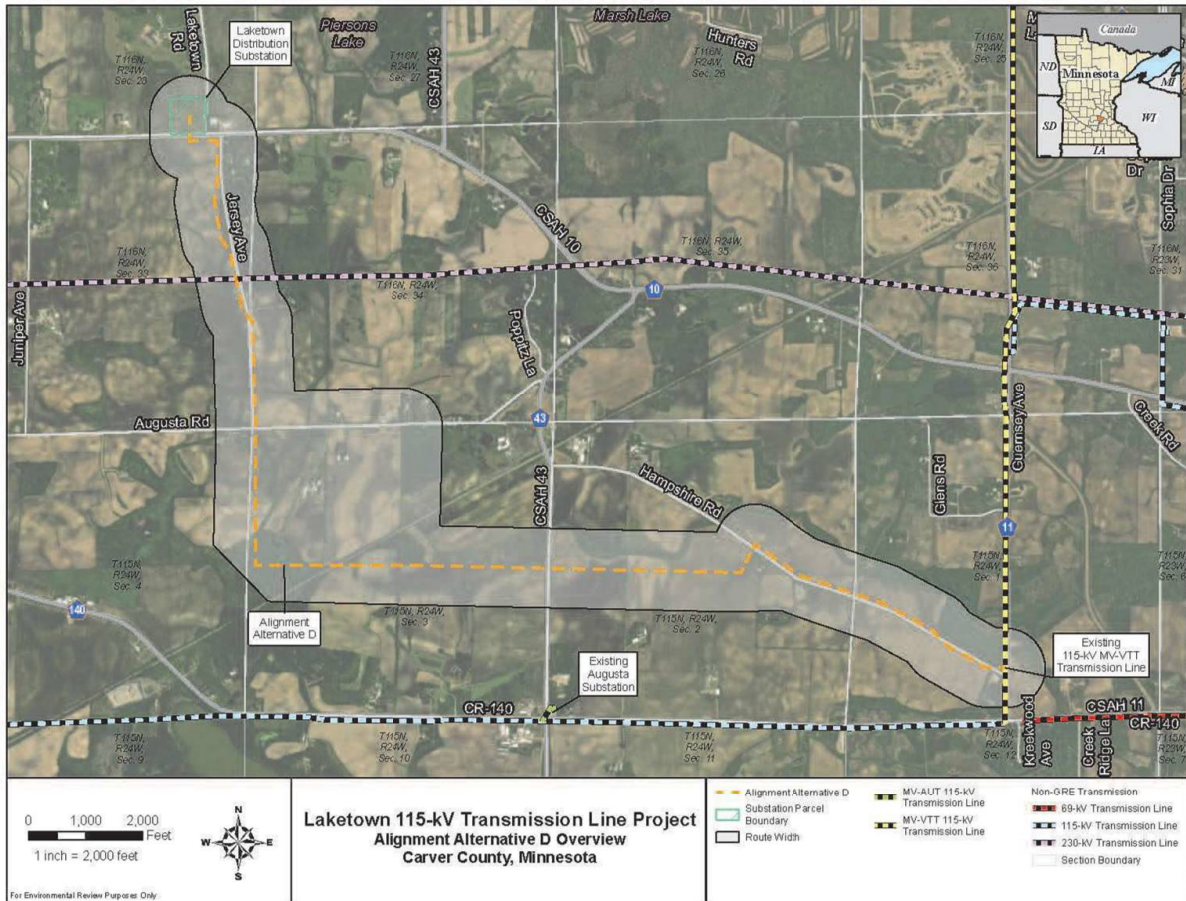 Laketown
Rd
Laketown
Distribution
Substation
Piersons
Lake
Marsh Lake
Hunters
Rd
CSAH 43
T116N,
R24W,
Sec. 28
T116N,
R24W,
Sec. 27
T116N,
R24W,
Sec. 26
T116N,
R24W,
Sec. 25
Canada
ND
Minnesota
MI
SD
WI
IA
Dr
Sophia Dr
Jersey Ave
CSAH 10
T116N, R24W,
Sec. 35
T116N, R24W,
Sec. 33
T116N, R24W,
Sec. 34
T116N,
R24W,
Sec. 36
T116N,
R23W,
Sec. 31
10
Juniper Ave
Poppitz La
Augusta Rd
43
CSAH 43
Hampshire Rd
Glens Rd
Guernsey Ave
Creek Rd
11
T115N,
R24W,
Sec. 4
T115N, R24W,
Sec. 3
T115N, R24W,
Sec. 2
T115N,
R24W,
Sec. 1
T115N,
R23W,
Sec. 6
140
Alignment
Alternative D
Existing
Augusta
Substation
Existing
115-kV MV-VTT
Transmission Line
CR-140
CSAH 11
CR-140
T115N,
R24W,
Sec. 9
T115N,
R24W,
Sec. 10
T115N,
R24W,
Sec. 11
T115N,
R24W,
Sec. 12
Kreekwood
Ave
Creek
Ridge La
T115N,
R23W,
Sec. 7
0 1,000 2,000
Feet
1 inch = 2,000 feet
N
W E
S
For Environmental Review Purposes Only
Laketown 115-kV Transmission Line Project
Alignment Alternative D Overview
Carver County, Minnesota
Alignment Alternative D
Substation Parcel
Boundary
Route Width
MV-AUT 115-kV
Transmission Line
MV-VTT 115-kV
Transmission Line
Non-GRE Transmission
69-kV Transmission Line
115-kV Transmission Line
230-kV Transmission Line
Section Boundary